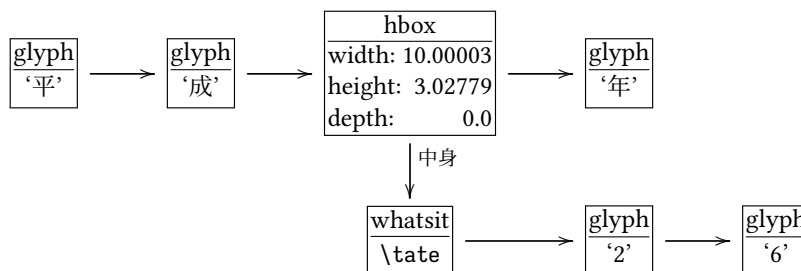 glyph
‘平’
glyph
‘成’
hbox
width: 10.00003
height: 3.02779
depth: 0.0
glyph
‘年’
中身
whatsit
\tate
glyph
‘2’
glyph
‘6’